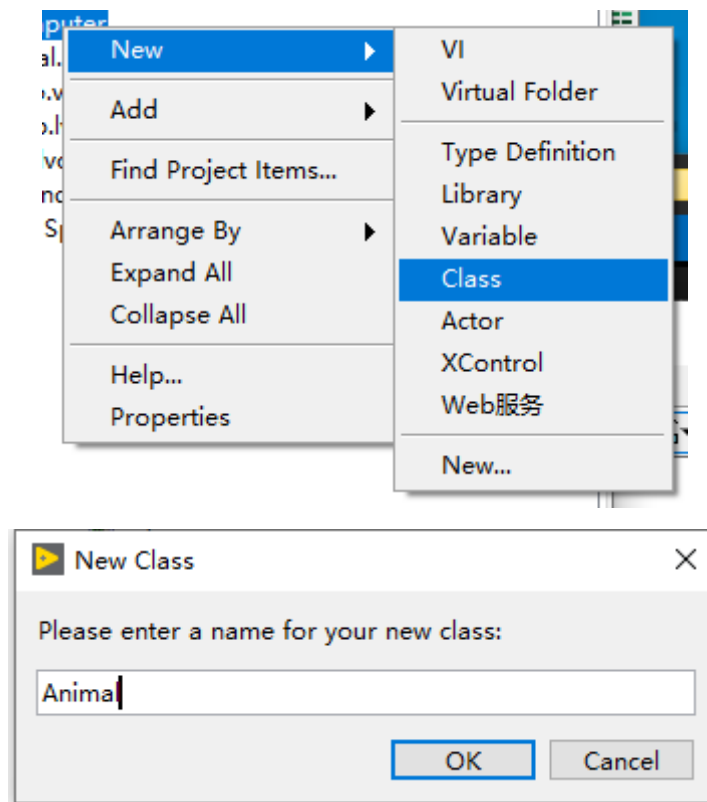 puter
New
Add
Find Project Items...
Arrange By
Expand All
Collapse All
Help...
Properties
VI
Virtual Folder
Type Definition
Library
Variable
Class
Actor
XControl
Web服务
New...
New Class
Please enter a name for your new class:
Animal
OK
Cancel